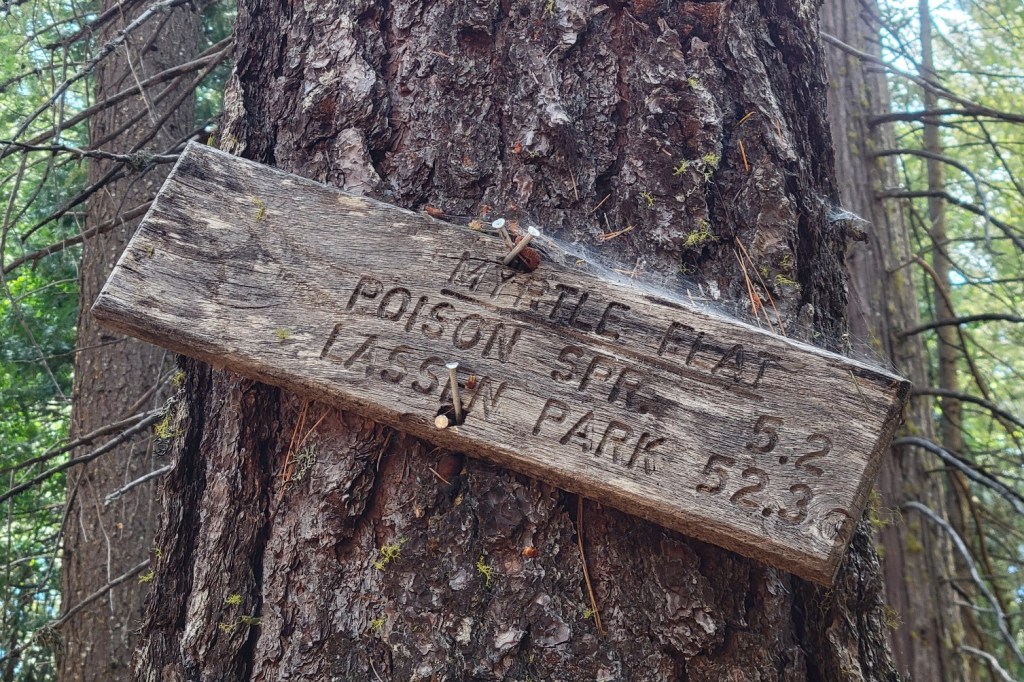 MYRTLE FLAT
POISON SPR. 5.2
LASSEN PARK 52.3